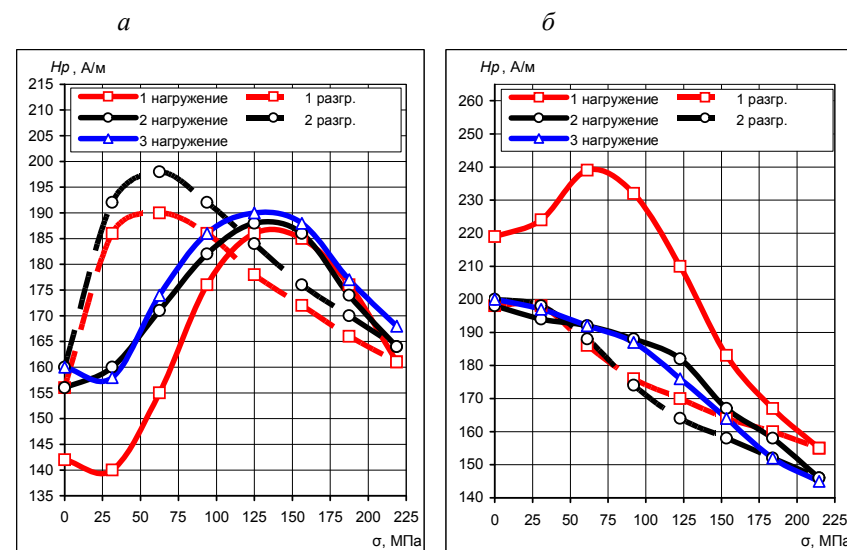 а б
Hp , А/м
215
210
205
200
195
190
185
180
175
170
165
160
155
150
145
140
135
1 нагружение 1 разгр.
2 нагружение 2 разгр.
3 нагружение
0 25 50 75 100 125 150 175 200 225
σ, МПа
Hp , А/м
260
250
240
230
220
210
200
190
180
170
160
150
140
1 нагружение 1 разгр.
2 нагружение 2 разгр.
3 нагружение
0 25 50 75 100 125 150 175 200 225
σ, МПа